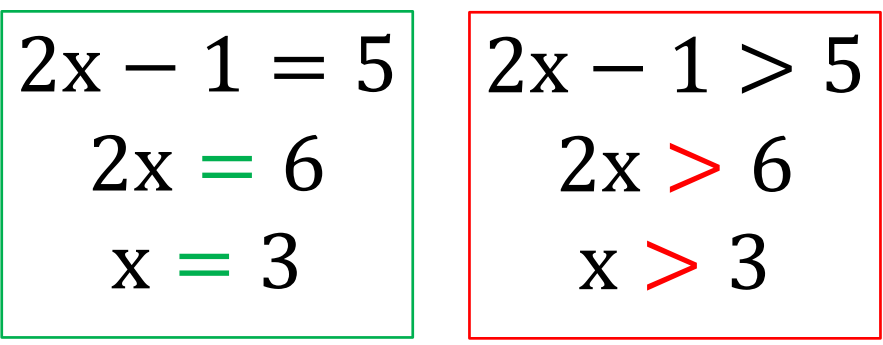 2x − 1 = 5
2x = 6
x = 3
2x − 1 > 5
2x > 6
x > 3